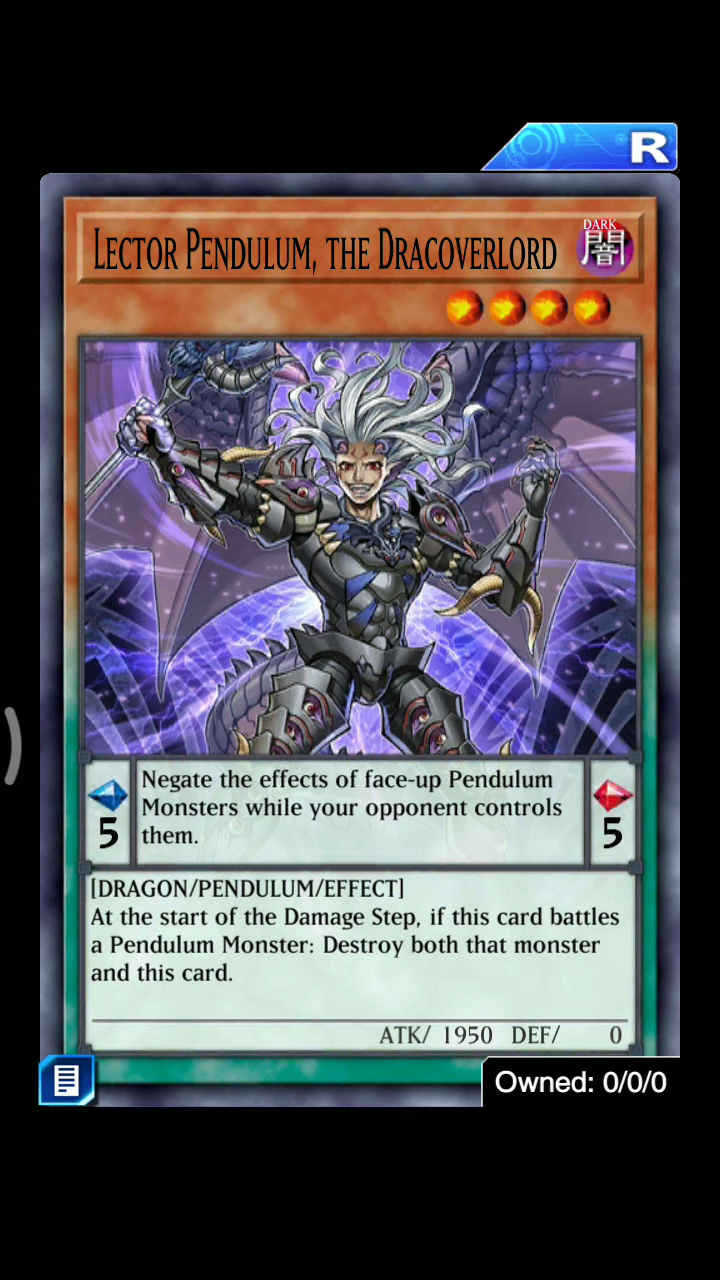 R
LECTOR PENDULUM, THE DRACOVERLORD
DARK
闇
11
Negate the effects of face-up Pendulum
Monsters while your opponent controls
them.
5
5
[DRAGON/PENDULUM/EFFECT]
At the start of the Damage Step, if this card battles
a Pendulum Monster: Destroy both that monster
and this card.
ATK/ 1950 DEF/ 0
Owned: 0/0/0